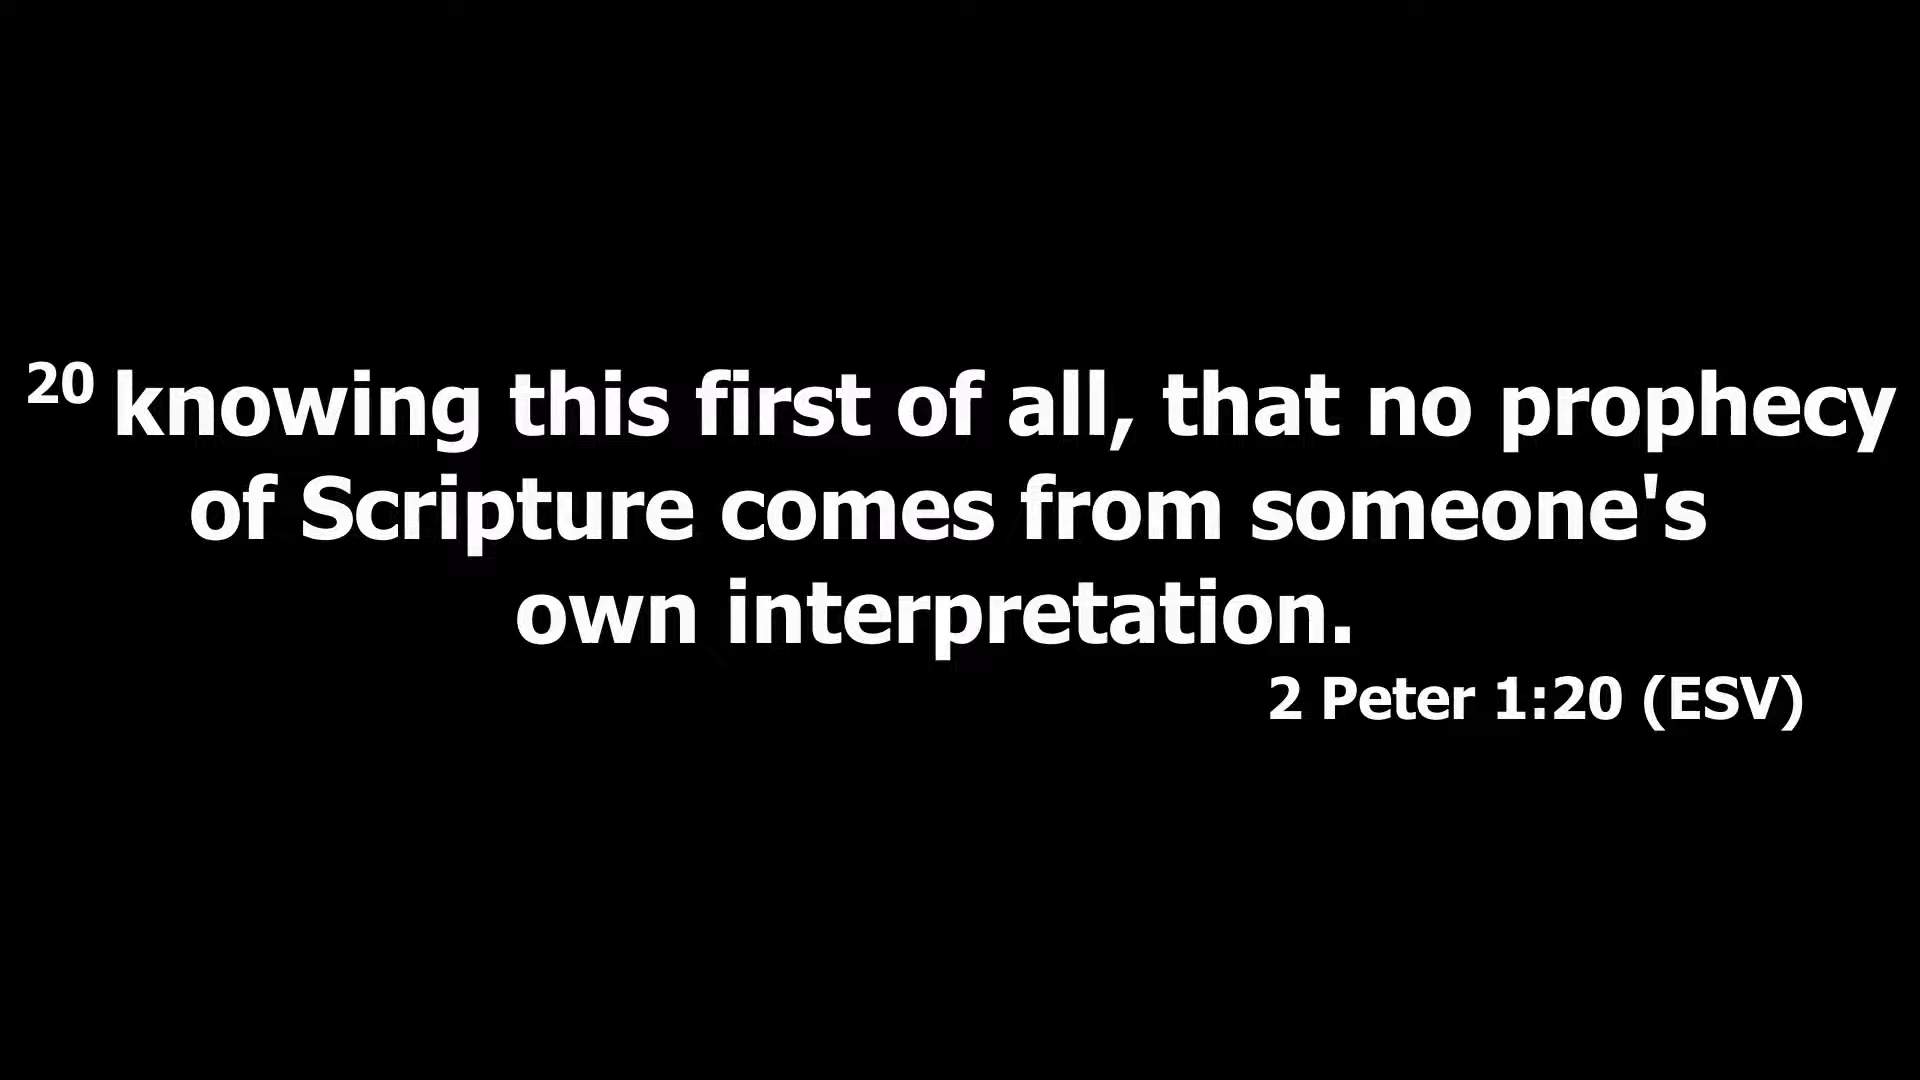 20 knowing this first of all, that no prophecy
of Scripture comes from someone's
own interpretation.
2 Peter 1:20 (ESV)